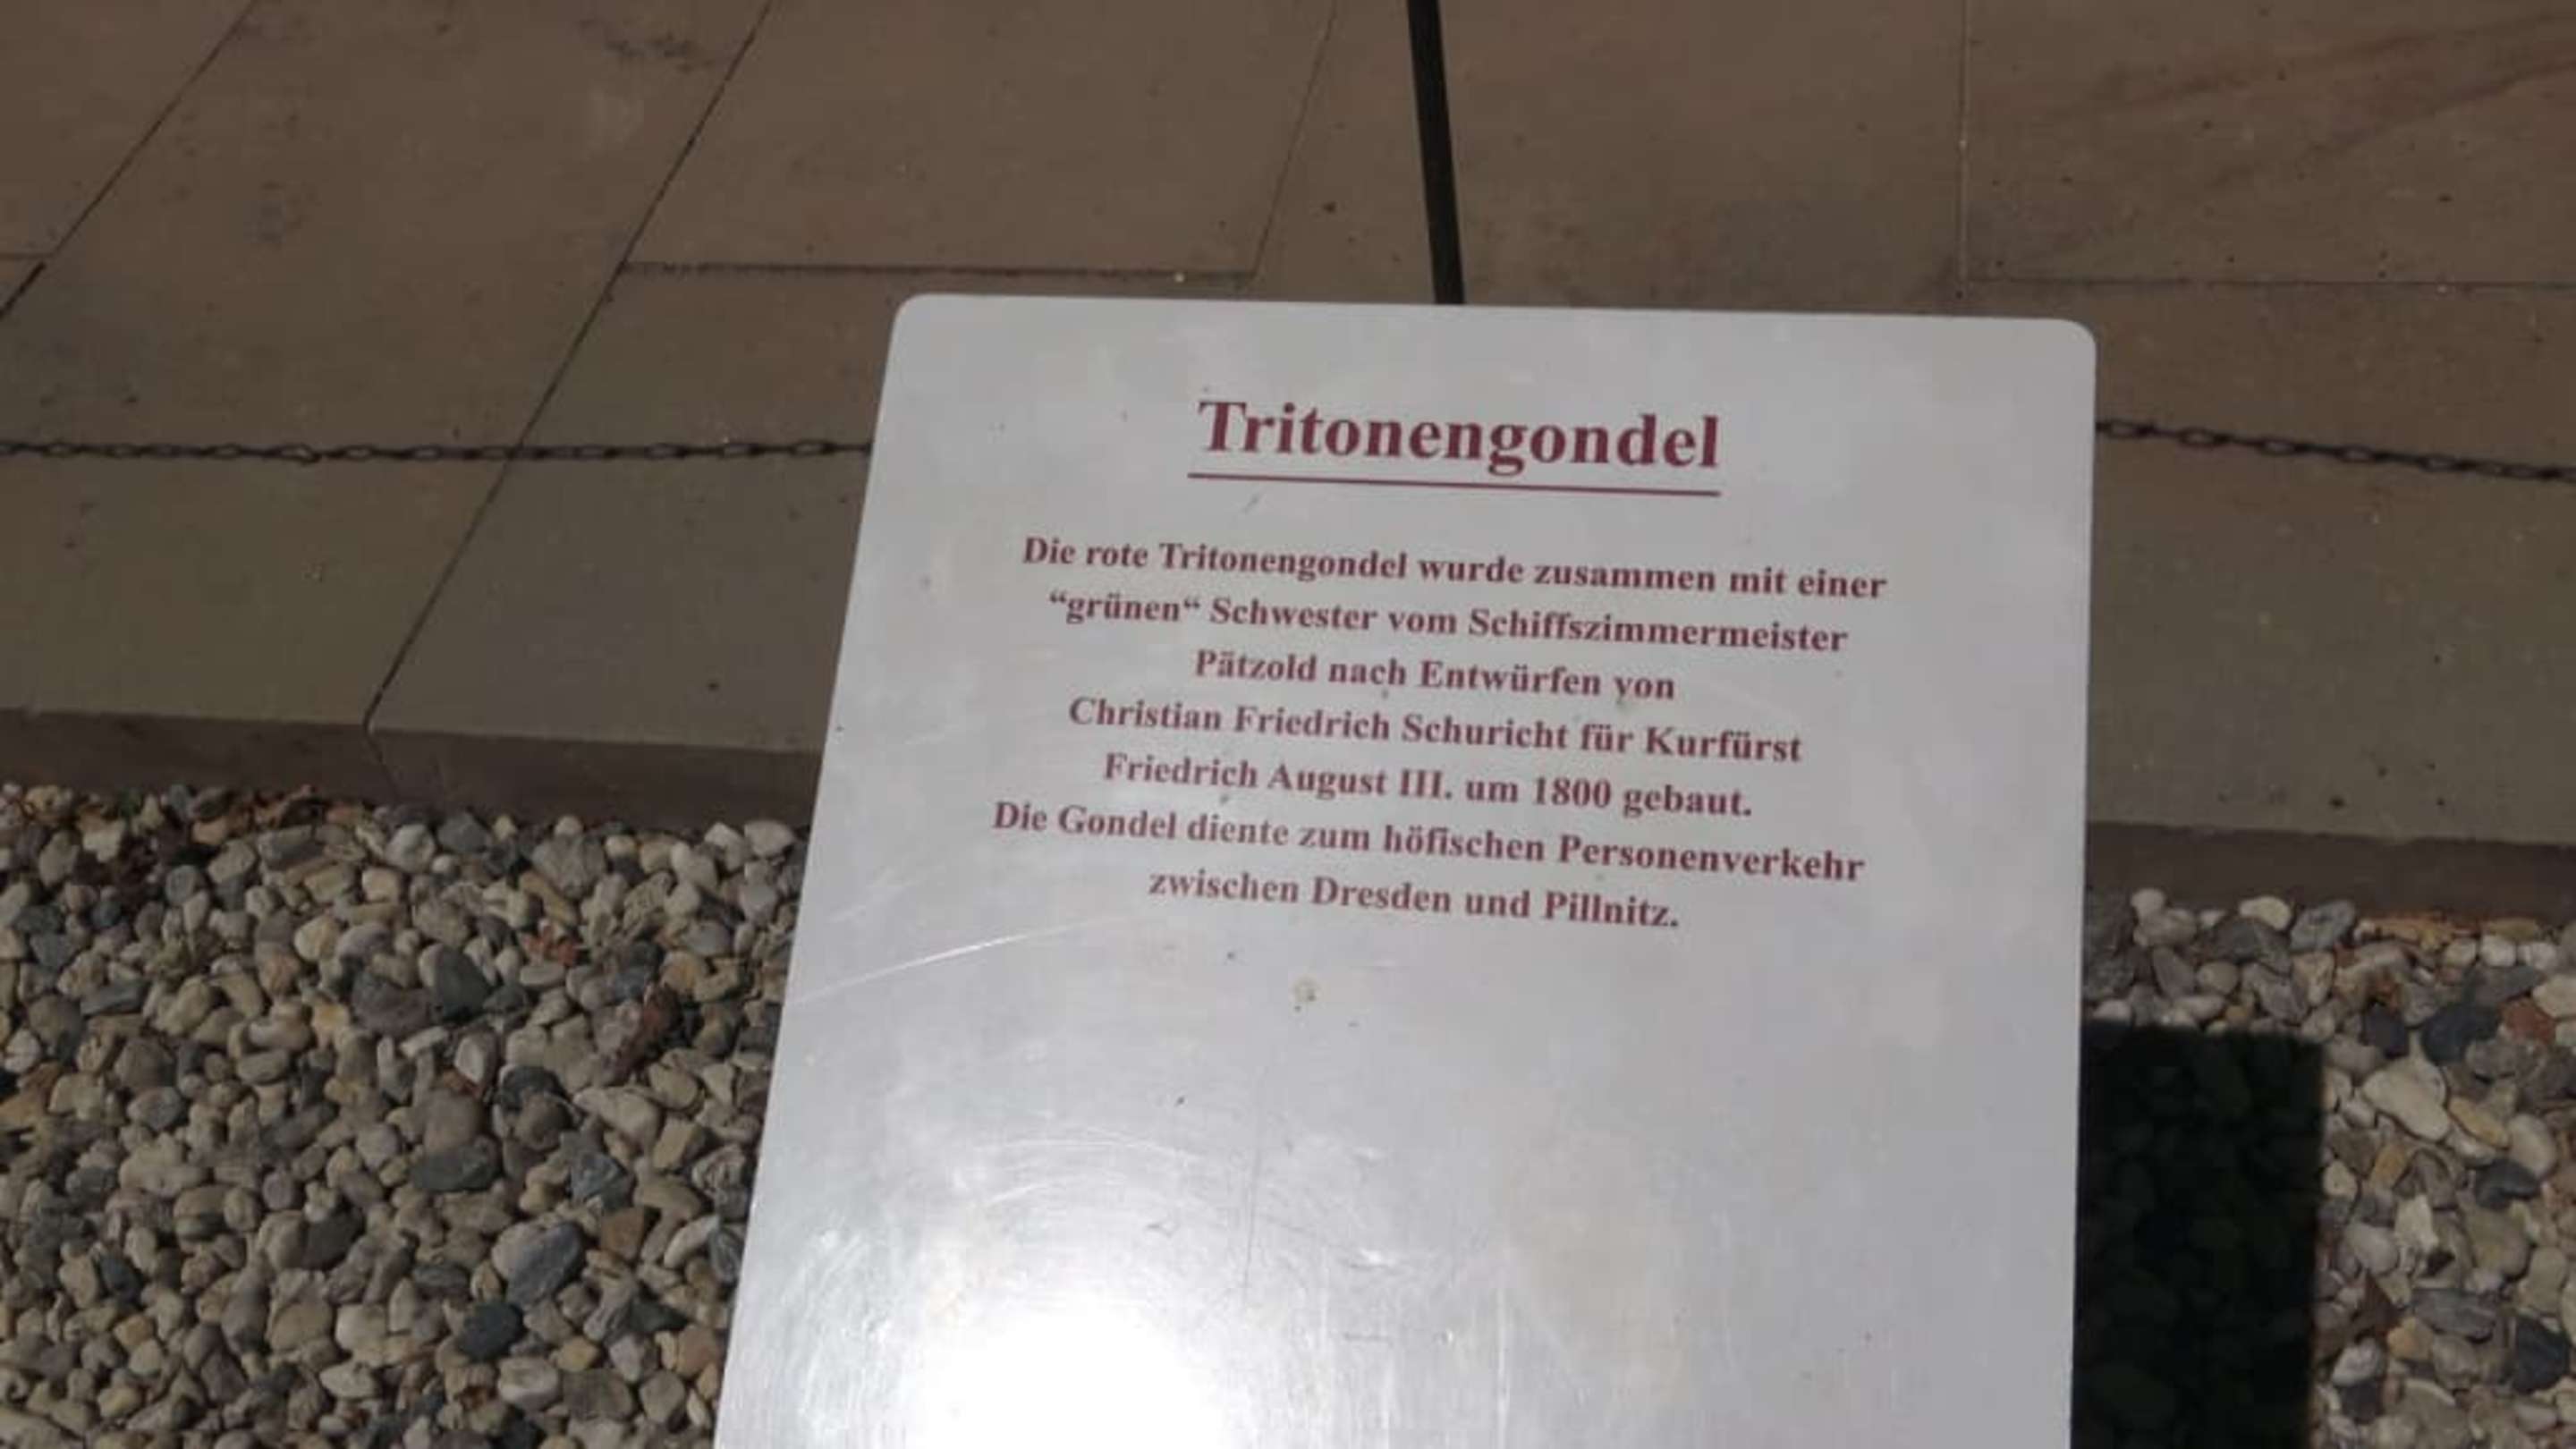 Tritonengondel
Die rote Tritonengondel wurde zusammen mit einer
“grünen“ Schwester vom Schiffszimmermeister
Pätzold nach Entwürfen von
Christian Friedrich Schuricht für Kurfürst
Friedrich August III. um 1800 gebaut.
Die Gondel diente zum höfischen Personenverkehr
zwischen Dresden und Pillnitz.